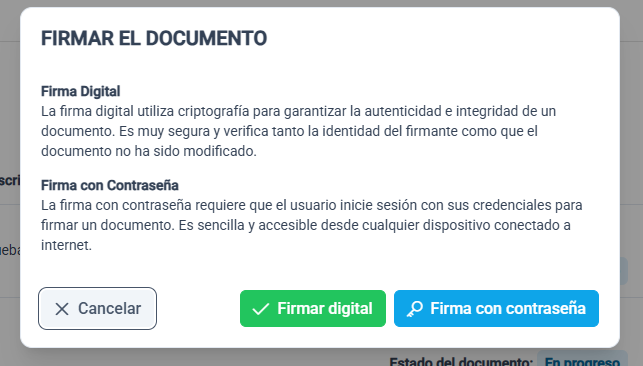 FIRMAR EL DOCUMENTO
Firma Digital
La firma digital utiliza criptografía para garantizar la autenticidad e integridad de un
documento. Es muy segura y verifica tanto la identidad del firmante como que el
documento no ha sido modificado.
Firma con Contraseña
La firma con contraseña requiere que el usuario inicie sesión con sus credenciales para
firmar un documento. Es sencilla y accesible desde cualquier dispositivo conectado a
internet.
Cancelar
Firmar digital
Firma con contraseña
Estado del documento: En progreso